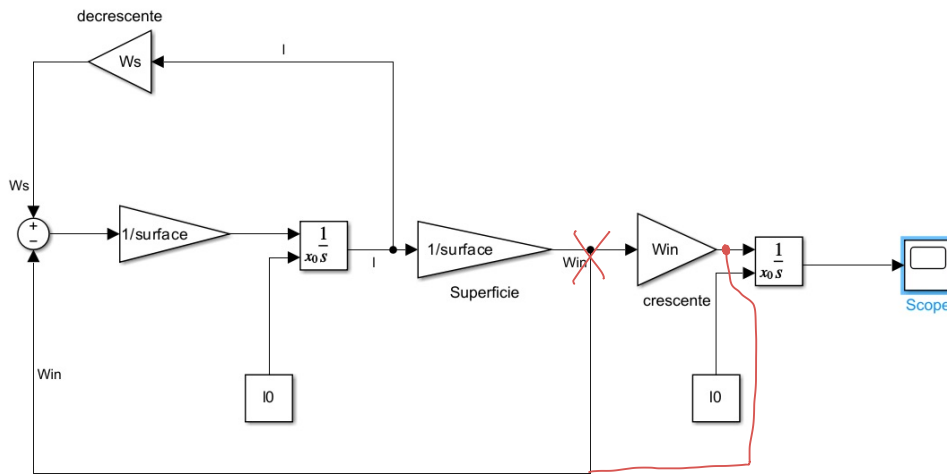 decrescente
I
Ws
Ws
+
−
1/surface
1
x₀ s
I
1/surface
Superficie
Win
Win
crescente
1
x₀ s
Scope
Win
I0
I0